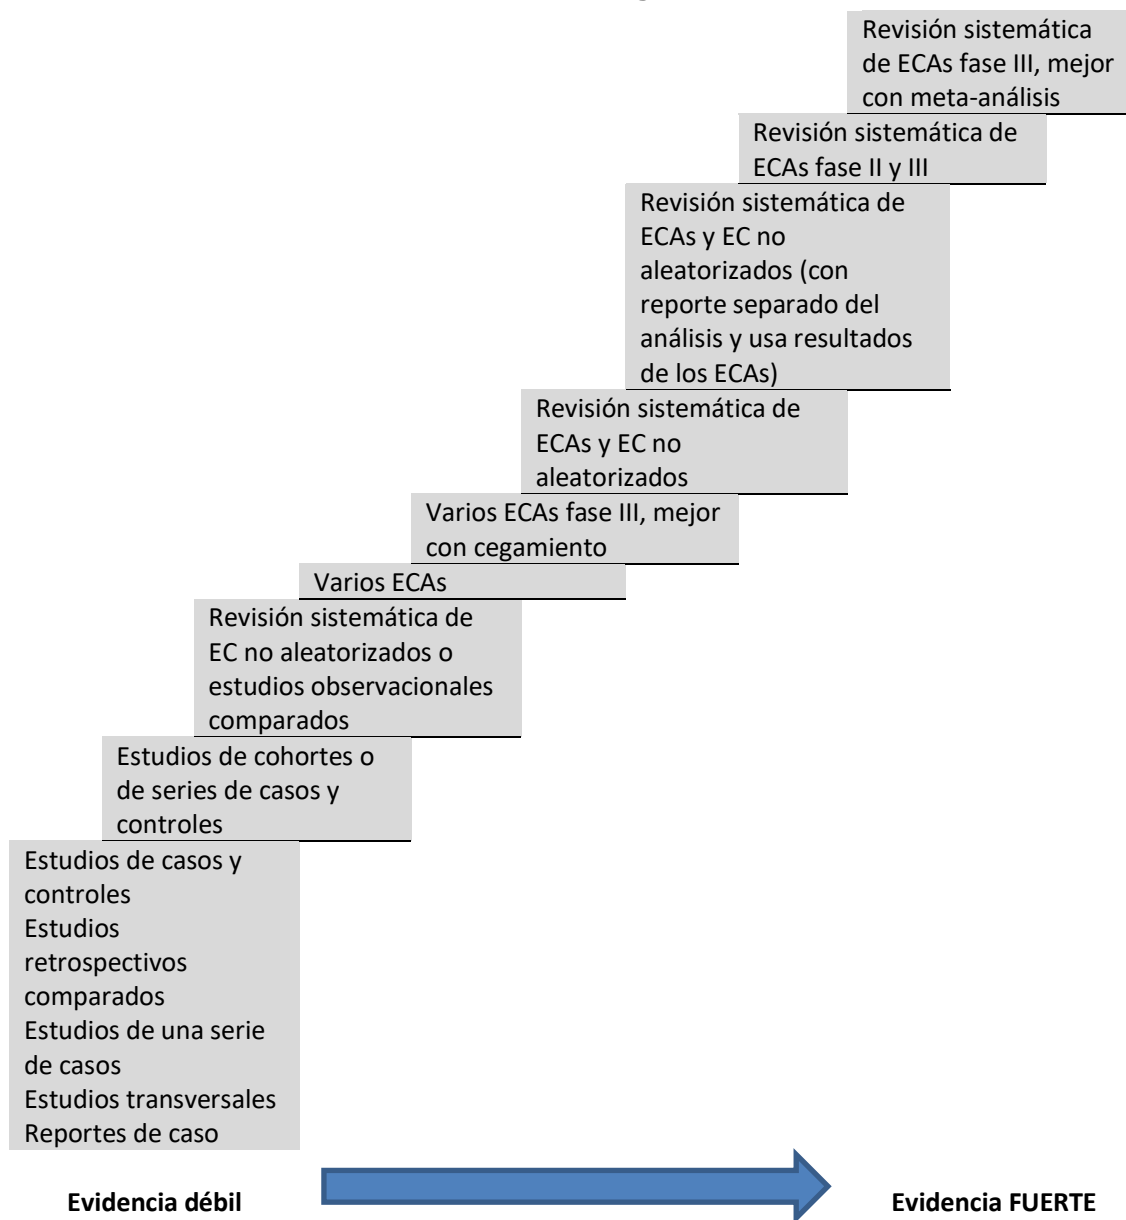 Revisión sistemática
de ECAs fase III, mejor
con meta-análisis
Revisión sistemática de
ECAs fase II y III
Revisión sistemática de
ECAs y EC no
aleatorizados (con
reporte separado del
análisis y usa resultados
de los ECAs)
Revisión sistemática de
ECAs y EC no
aleatorizados
Varios ECAs fase III, mejor
con cegamiento
Varios ECAs
Revisión sistemática de
EC no aleatorizados o
estudios observacionales
comparados
Estudios de cohortes o
de series de casos y
controles
Estudios de casos y
controles
Estudios
retrospectivos
comparados
Estudios de una serie
de casos
Estudios transversales
Reportes de caso
Evidencia débil
Evidencia FUERTE